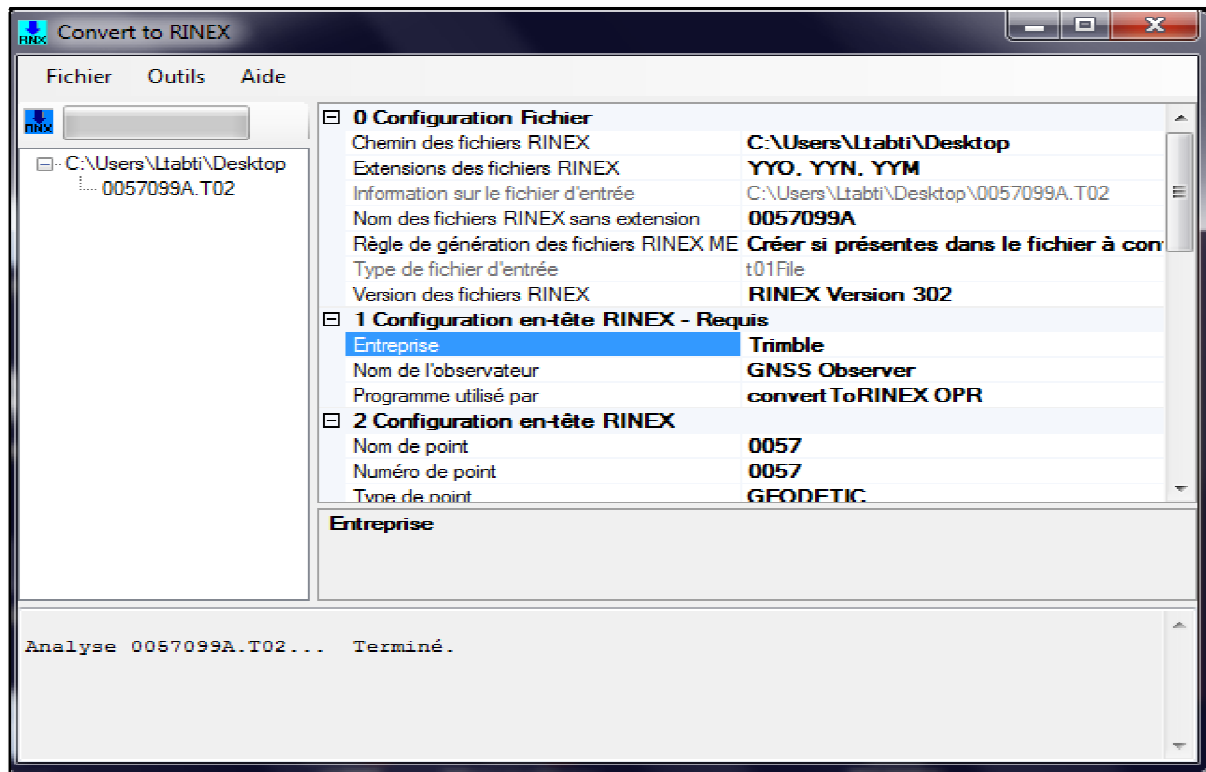 Convert to RINEX
Fichier Outils Aide
C:\Users\Ltabti\Desktop
0057099A.T02
0 Configuration Fichier
Chemin des fichiers RINEX C:\Users\Ltabti\Desktop
Extensions des fichiers RINEX YYO, YYN, YYM
Information sur le fichier d'entrée C:\Users\Ltabti\Desktop\0057099A.T02
Nom des fichiers RINEX sans extension 0057099A
Règle de génération des fichiers RINEX ME Créer si présentes dans le fichier à con
Type de fichier d'entrée t01File
Version des fichiers RINEX RINEX Version 302
1 Configuration en-tête RINEX - Requis
Entreprise Trimble
Nom de l'observateur GNSS Observer
Programme utilisé par convertToRINEX OPR
2 Configuration en-tête RINEX
Nom de point 0057
Numéro de point 0057
Type de point GEODETIC
Entreprise
Analyse 0057099A.T02... Terminé.